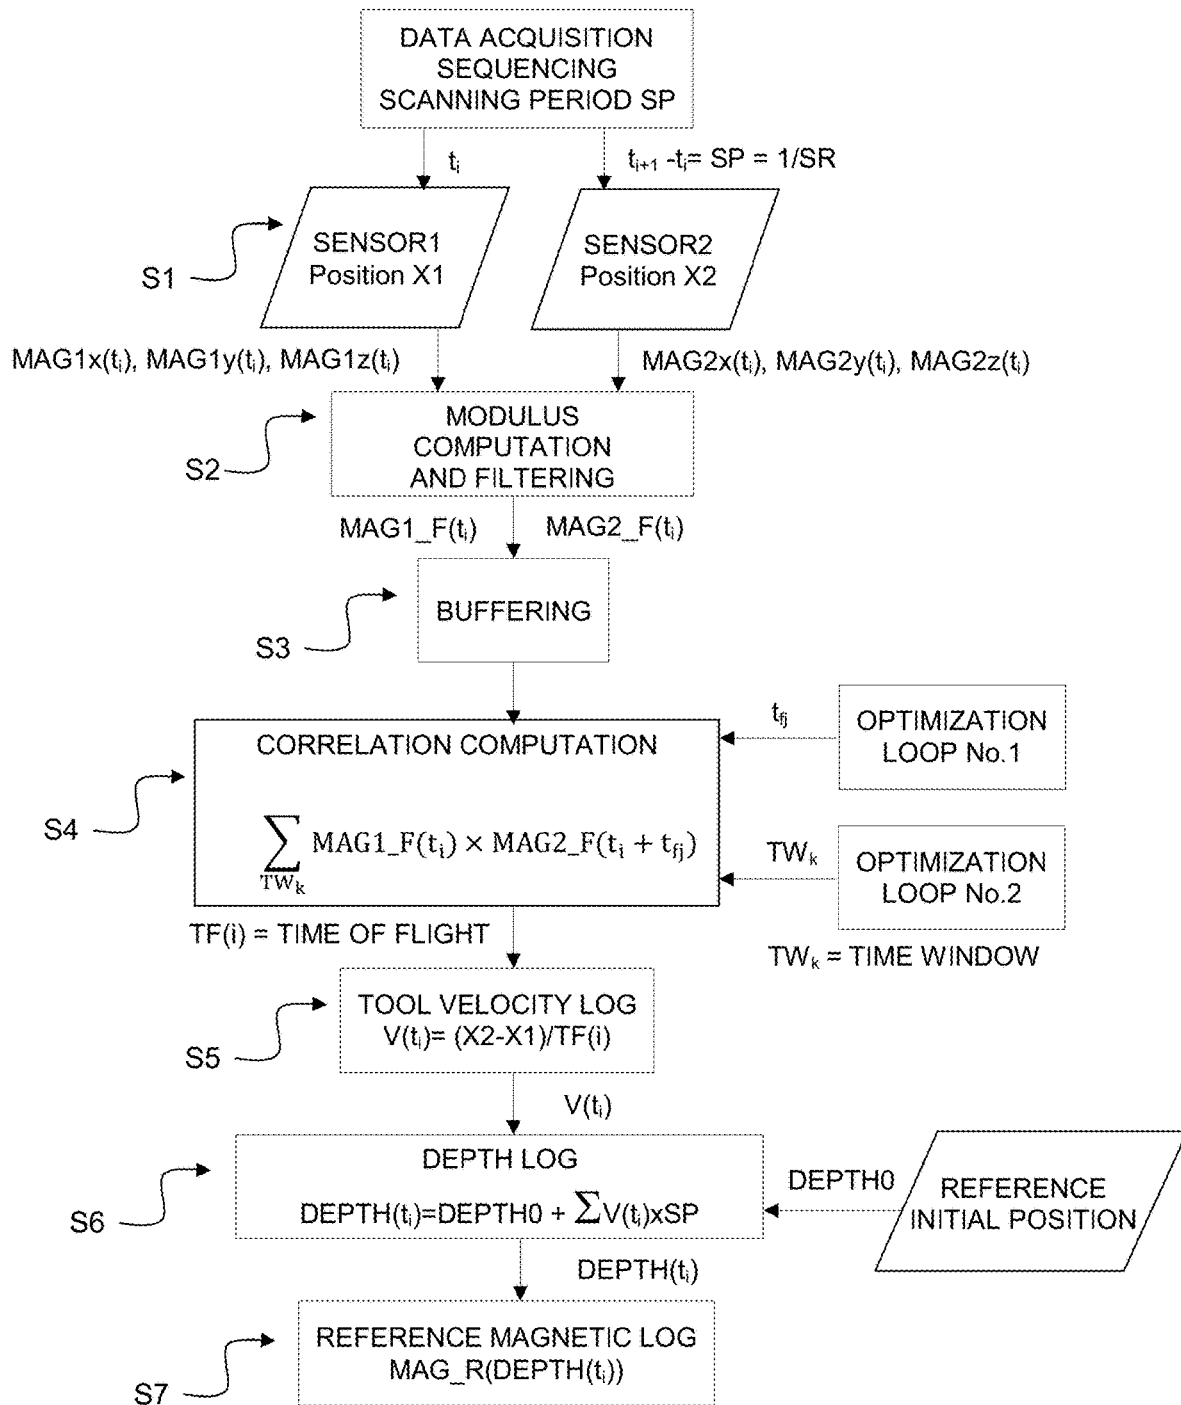 DATA ACQUISITION
SEQUENCING
SCANNING PERIOD SP
tᵢ
tᵢ₊₁ -tᵢ= SP = 1/SR
S1
SENSOR1
Position X1
SENSOR2
Position X2
MAG1x(tᵢ), MAG1y(tᵢ), MAG1z(tᵢ)
MAG2x(tᵢ), MAG2y(tᵢ), MAG2z(tᵢ)
S2
MODULUS
COMPUTATION
AND FILTERING
MAG1_F(tᵢ)
MAG2_F(tᵢ)
S3
BUFFERING
S4
CORRELATION COMPUTATION
∑ MAG1_F(tᵢ) × MAG2_F(tᵢ + t_fj)
TWₖ
t_fj
OPTIMIZATION
LOOP No.1
TWₖ
OPTIMIZATION
LOOP No.2
TF(i) = TIME OF FLIGHT
TWₖ = TIME WINDOW
S5
TOOL VELOCITY LOG
V(tᵢ)= (X2-X1)/TF(i)
V(tᵢ)
S6
DEPTH LOG
DEPTH(tᵢ)=DEPTH0 + ∑V(tᵢ)xSP
DEPTH0
REFERENCE
INITIAL POSITION
DEPTH(tᵢ)
S7
REFERENCE MAGNETIC LOG
MAG_R(DEPTH(tᵢ))